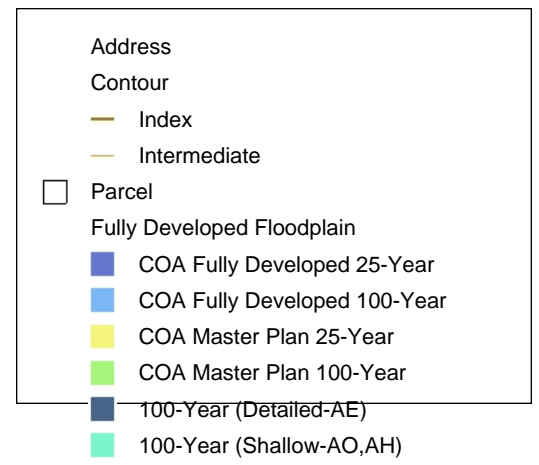 Address
Contour
Index
Intermediate
Parcel
Fully Developed Floodplain
COA Fully Developed 25-Year
COA Fully Developed 100-Year
COA Master Plan 25-Year
COA Master Plan 100-Year
100-Year (Detailed-AE)
100-Year (Shallow-AO,AH)